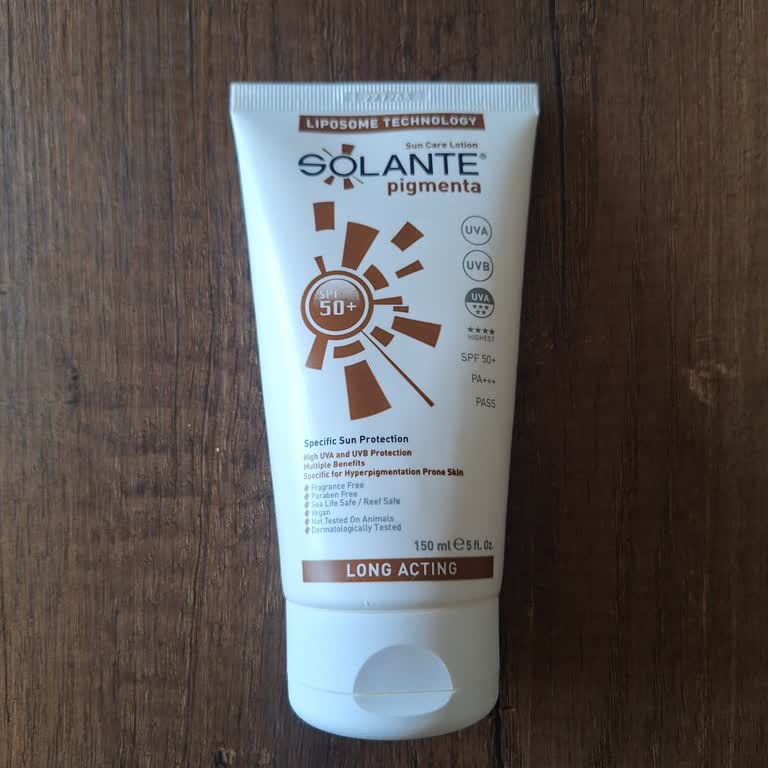 LIPOSOME TECHNOLOGY
Sun Care Lotion
SOLANTE®
pigmenta
UVA
UVB
UVA
HIGHEST
SPF
50+
SPF 50+
PA+++
PASS
Specific Sun Protection
High UVA and UVB Protection
Multiple Benefits
Specific for Hyperpigmentation Prone Skin
Fragrance Free
Paraben Free
Sea Life Safe / Reef Safe
Vegan
Not Tested On Animals
Dermatologically Tested
150 ml ℮ 5 fl. Oz.
LONG ACTING